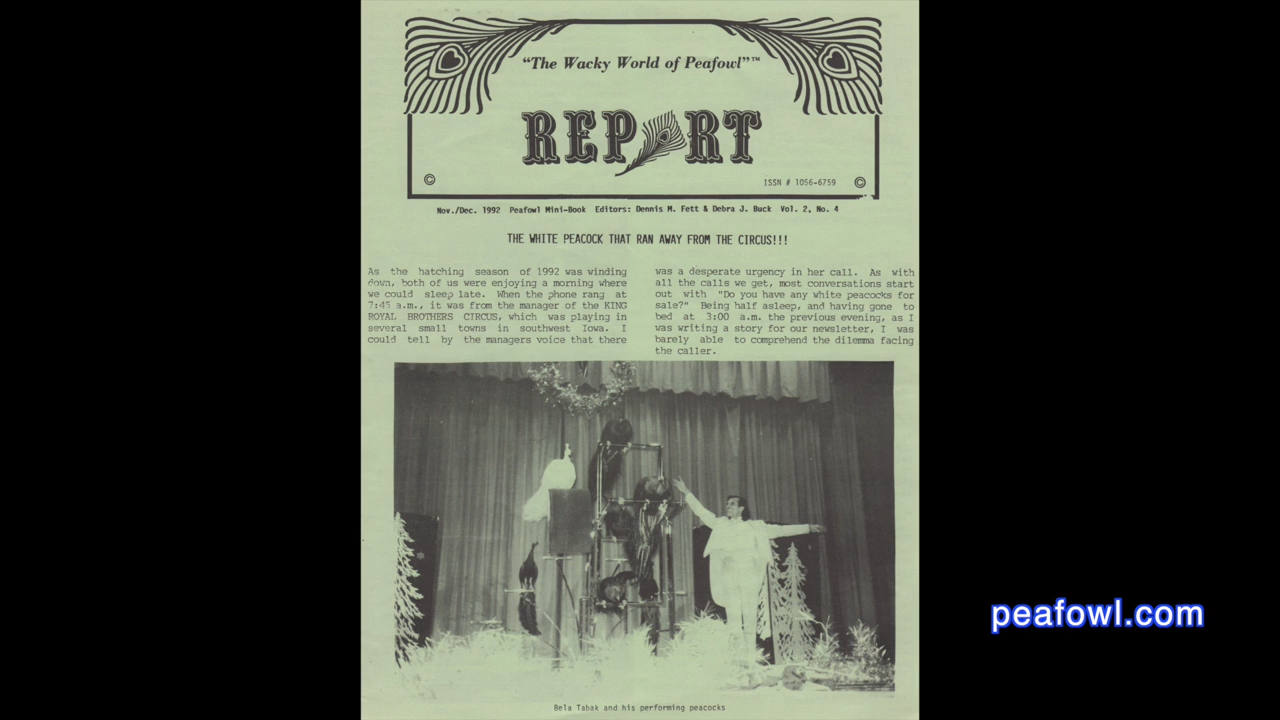 “The Wacky World of Peafowl”™
REPORT
© ISSN # 1056-6759 ©
Nov./Dec. 1992 Peafowl Mini-Book Editors: Dennis M. Fett & Debra J. Buck Vol. 2, No. 4
THE WHITE PEACOCK THAT RAN AWAY FROM THE CIRCUS!!!
As the hatching season of 1992 was winding
down, both of us were enjoying a morning where
we could sleep late. When the phone rang at
7:45 a.m., it was from the manager of the KING
ROYAL BROTHERS CIRCUS, which was playing in
several small towns in southwest Iowa. I
could tell by the managers voice that there
was a desperate urgency in her call. As with
all the calls we get, most conversations start
out with "Do you have any white peacocks for
sale?" Being half asleep, and having gone to
bed at 3:00 a.m. the previous evening, as I
was writing a story for our newsletter, I was
barely able to comprehend the dilemma facing
the caller.
Bela Tabak and his performing peacocks
peafowl.com